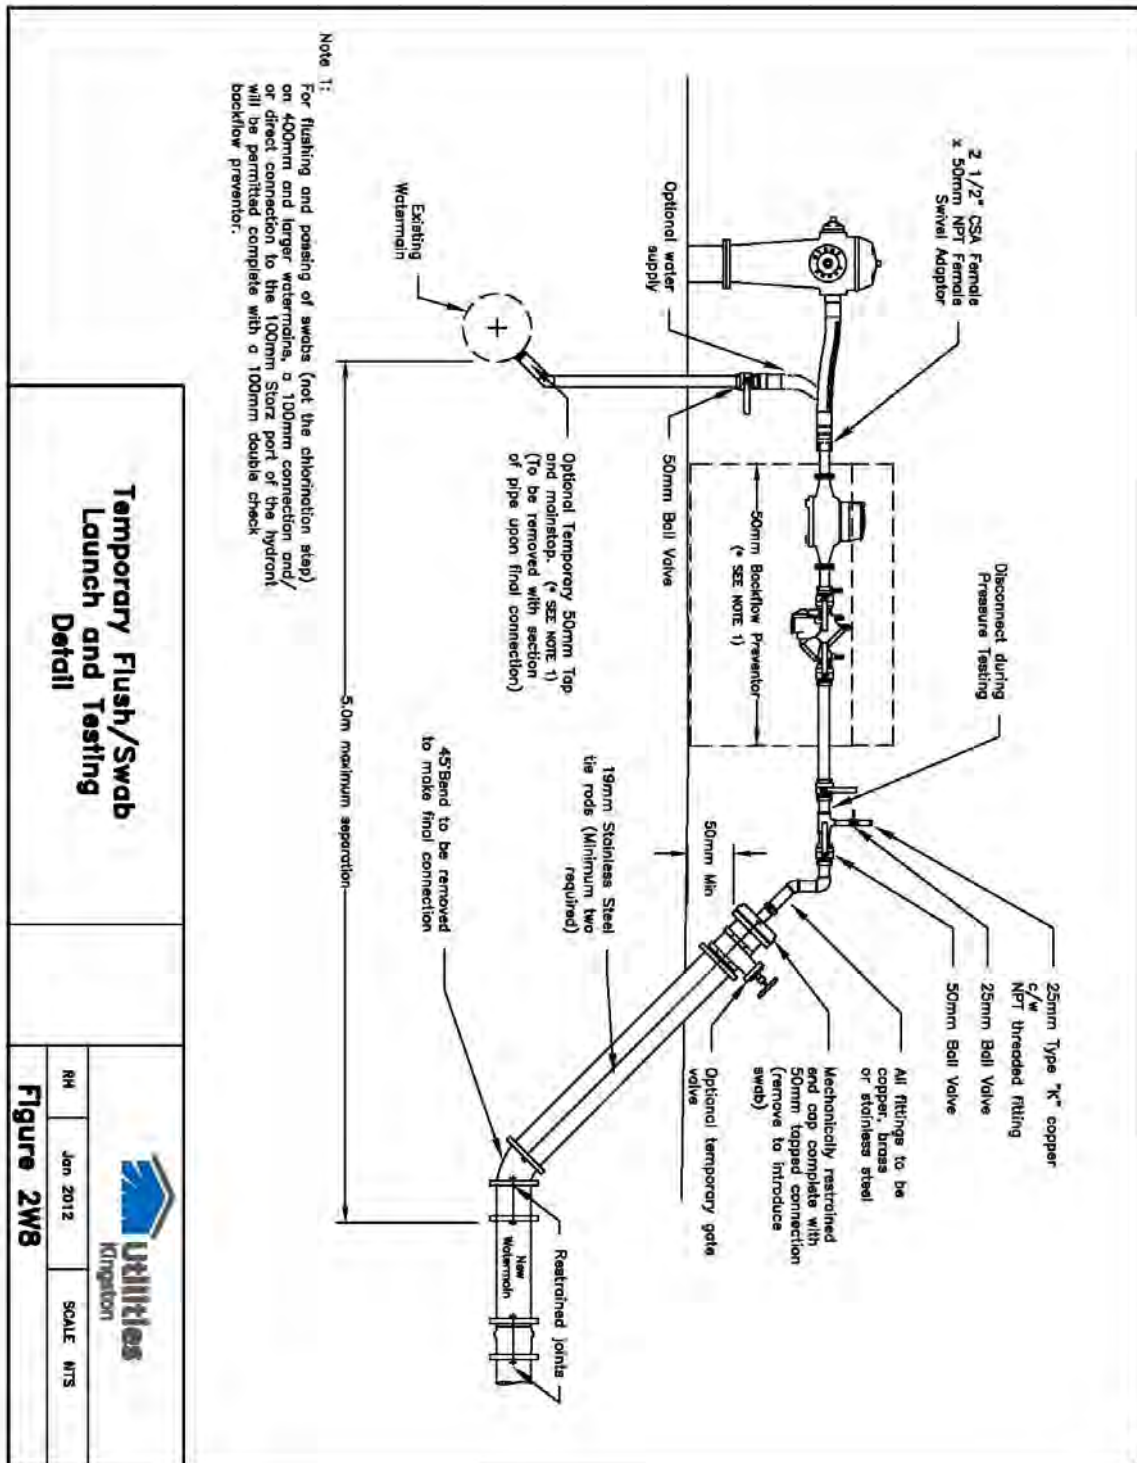 2 1/2" CSA Female
x 50mm NPT Female
Swivel Adaptor
Disconnect during
Pressure Testing
25mm Type "K" copper
c/w
NPT threaded fitting
25mm Ball Valve
50mm Ball Valve
All fittings to be
copper, brass
or stainless steel
Mechanically restrained
end cap complete with
50mm tapped connection
(remove to introduce
swab)
Optional temporary gate
valve
Optional water
supply
50mm Backflow Preventor
(* SEE NOTE 1)
50mm Min
50mm Ball Valve
Optional Temporary 50mm Tap
and mainstop. (* SEE NOTE 1)
(To be removed with section
of pipe upon final connection)
19mm Stainless Steel
tie rods (Minimum two
required)
45°Bend to be removed
to make final connection
Restrained joints
New
Watermain
Existing
Watermain
5.0m maximum separation
Note 1:
For flushing and passing of swabs (not the chlorination step)
on 400mm and larger watermains, a 100mm connection and/
or direct connection to the 100mm Storz port of the hydrant
will be permitted complete with a 100mm double check
backflow preventor.
Temporary Flush/Swab
Launch and Testing
Detail
Utilities
Kingston
RH
Jan 2012
SCALE NTS
Figure 2W8